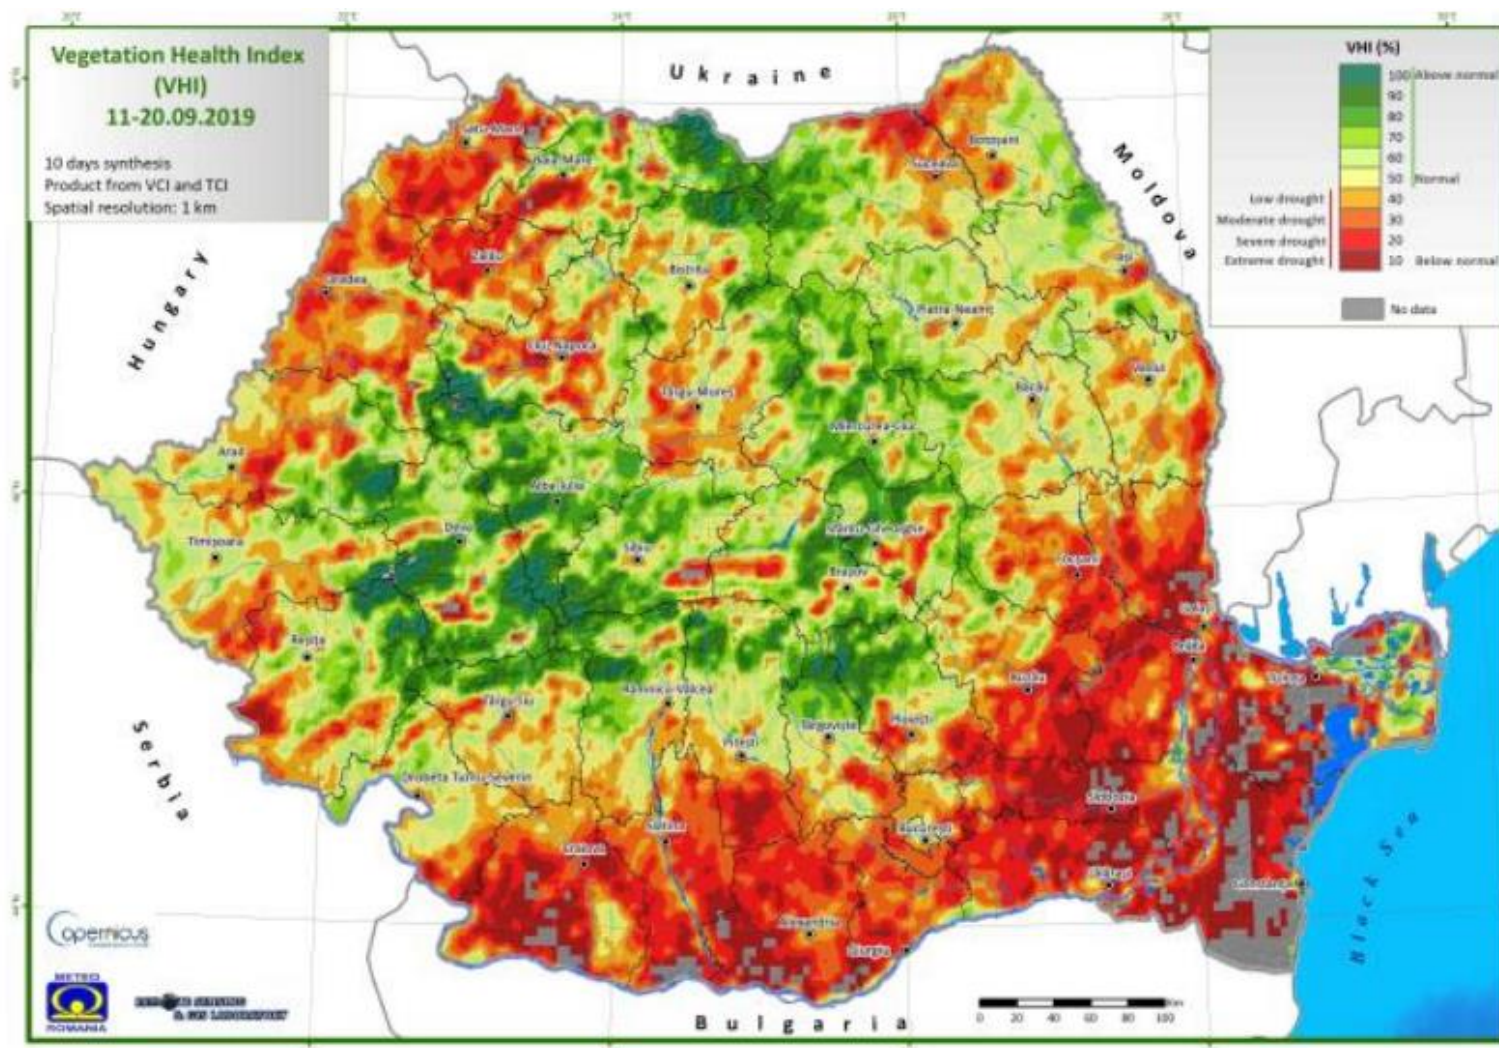 Vegetation Health Index
(VHI)
11-20.09.2019
10 days synthesis
Product from VCI and TCI
Spatial resolution: 1 km
VHI (%)
100 Above normal
90
80
70
60
50 Normal
Low drought 40
Moderate drought 30
Severe drought 20
Extreme drought 10 Below normal
No data
Ukraine
Moldova
Hungary
Serbia
Bulgaria
Black Sea
Satu Mare
Baia Mare
Botoșani
Suceava
Zalău
Oradea
Bistrița
Iași
Piatra-Neamț
Cluj-Napoca
Târgu-Mureș
Bacău
Vaslui
Miercurea-Ciuc
Arad
Alba-Iulia
Deva
Timișoara
Sibiu
Sfântu-Gheorghe
Brașov
Focșani
Galați
Brăila
Reșița
Tulcea
Buzău
Râmnicu-Vâlcea
Târgu-Jiu
Târgoviște
Ploiești
Pitești
Drobeta Turnu-Severin
Slobozia
Slatina
București
Craiova
Călărași
Constanța
Alexandria
Giurgiu
Copernicus
METEO
ROMANIA
REMOTE SENSING
& GIS LABORATORY
0 20 40 60 80 100
Km